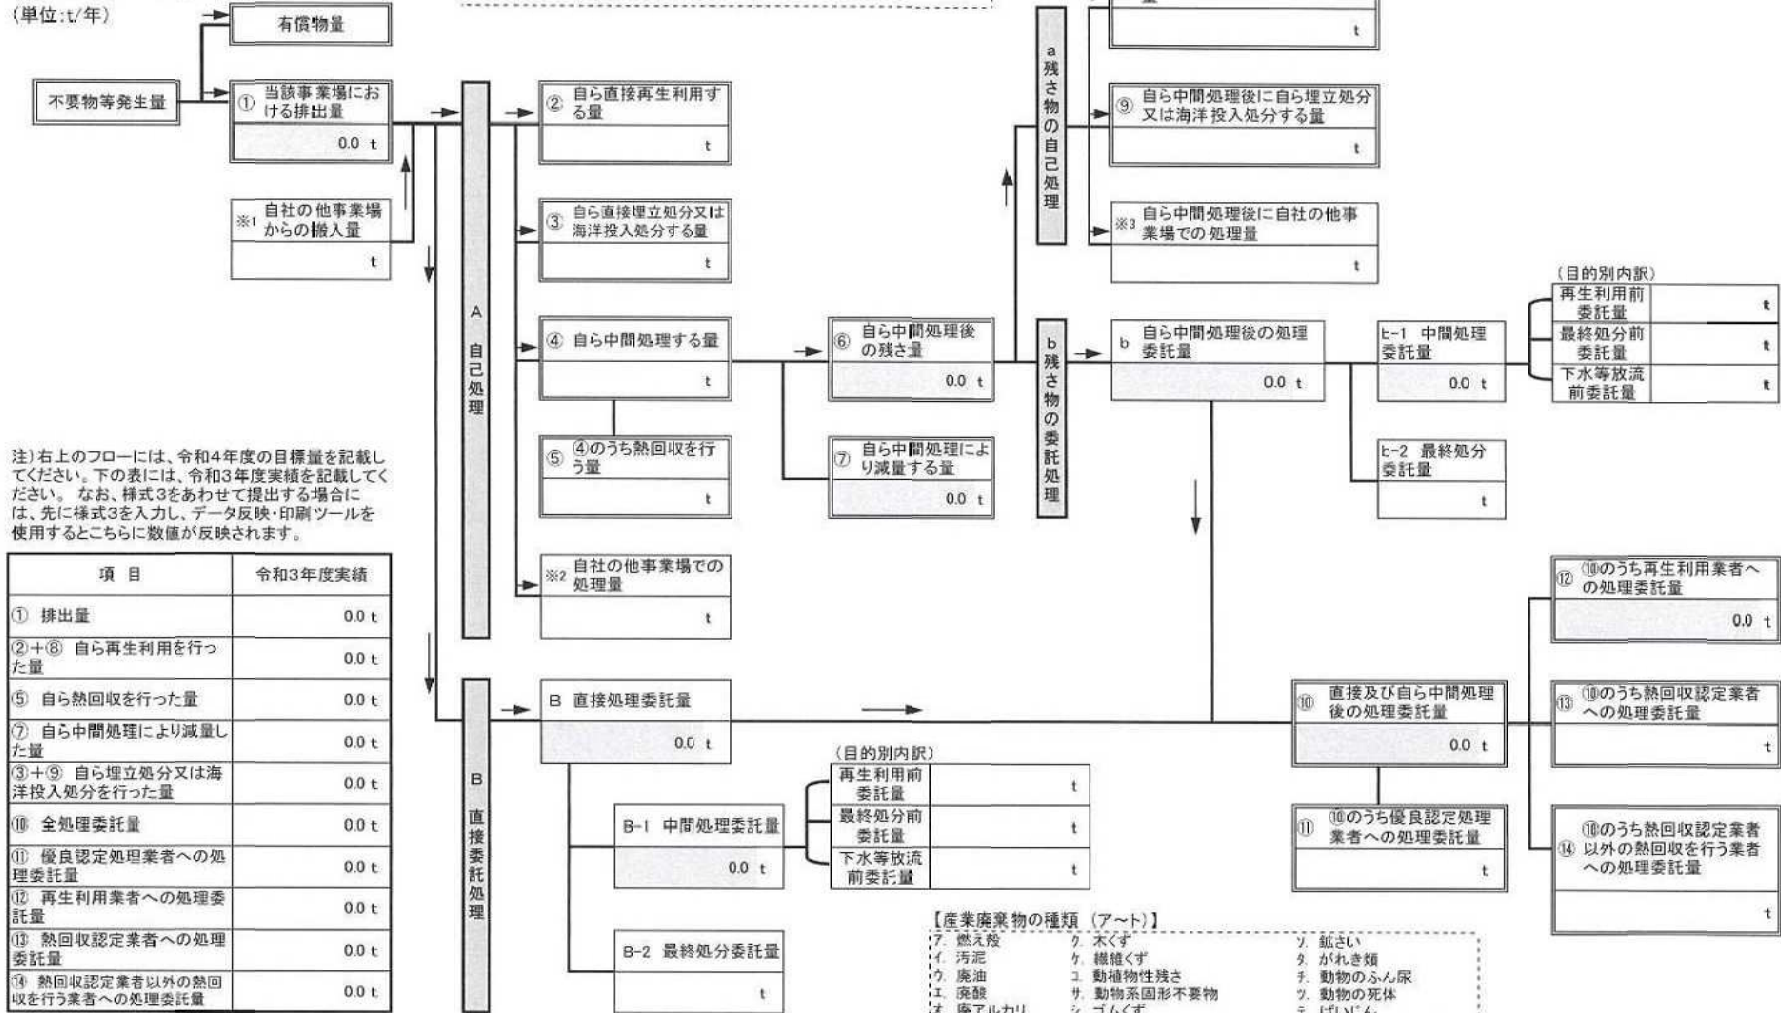 (単位:t/年)
有償物量
不要物等発生量
① 当該事業場にお
ける排出量
0.0 t
※1 自社の他事業場
からの搬入量
t
A 自己処理
② 自ら直接再生利用す
る量
t
③ 自ら直接埋立処分又は
海洋投入処分する量
t
④ 自ら中間処理する量
t
⑤ ④のうち熱回収を行
う量
t
※2 自社の他事業場での
処理量
t
⑥ 自ら中間処理後
の残さ量
0.0 t
⑦ 自ら中間処理によ
り減量する量
0.0 t
a 残さ物の自己処理
量
t
⑨ 自ら中間処理後に自ら埋立処分
又は海洋投入処分する量
t
※3 自ら中間処理後に自社の他事
業場での処理量
t
b 残さ物の委託処理
b 自ら中間処理後の処理
委託量
0.0 t
b-1 中間処理
委託量
0.0 t
(目的別内訳)
再生利用前
委託量 t
最終処分前
委託量 t
下水等放流
前委託量 t
b-2 最終処分
委託量
t
注)右上のフローには、令和4年度の目標量を記載し
てください。下の表には、令和3年度実績を記載してく
ださい。 なお、様式3をあわせて提出する場合に
は、先に様式3を入力し、データ反映・印刷ツールを
使用するとこちらに数値が反映されます。
項 目 令和3年度実績
① 排出量 0.0 t
②+⑧ 自ら再生利用を行っ
た量 0.0 t
⑤ 自ら熱回収を行った量 0.0 t
⑦ 自ら中間処理により減量し
た量 0.0 t
③+⑨ 自ら埋立処分又は海
洋投入処分を行った量 0.0 t
⑩ 全処理委託量 0.0 t
⑪ 優良認定処理業者への処
理委託量 0.0 t
⑫ 再生利用業者への処理委
託量 0.0 t
⑬ 熱回収認定業者への処理
委託量 0.0 t
⑭ 熱回収認定業者以外の熱回
収を行う業者への処理委託量 0.0 t
B 直接委託処理
B 直接処理委託量
0.0 t
B-1 中間処理委託量
0.0 t
(目的別内訳)
再生利用前
委託量 t
最終処分前
委託量 t
下水等放流
前委託量 t
B-2 最終処分委託量
t
⑩ 直接及び自ら中間処理
後の処理委託量
0.0 t
⑪ ⑩のうち優良認定処理
業者への処理委託量
t
⑫ ⑩のうち再生利用業者へ
の処理委託量
0.0 t
⑬ ⑩のうち熱回収認定業者
への処理委託量
t
⑭ ⑩のうち熱回収認定業者
以外の熱回収を行う業者
への処理委託量
t
【産業廃棄物の種類 (ア〜ト)】
ア. 燃え殻 ク. 木くず ソ. 鉱さい
イ. 汚泥 ケ. 繊維くず タ. がれき類
ウ. 廃油 コ. 動植物性残さ チ. 動物のふん尿
エ. 廃酸 サ. 動物系固形不要物 ツ. 動物の死体
オ. 廃アルカリ シ. ゴムくず テ. ばいじん